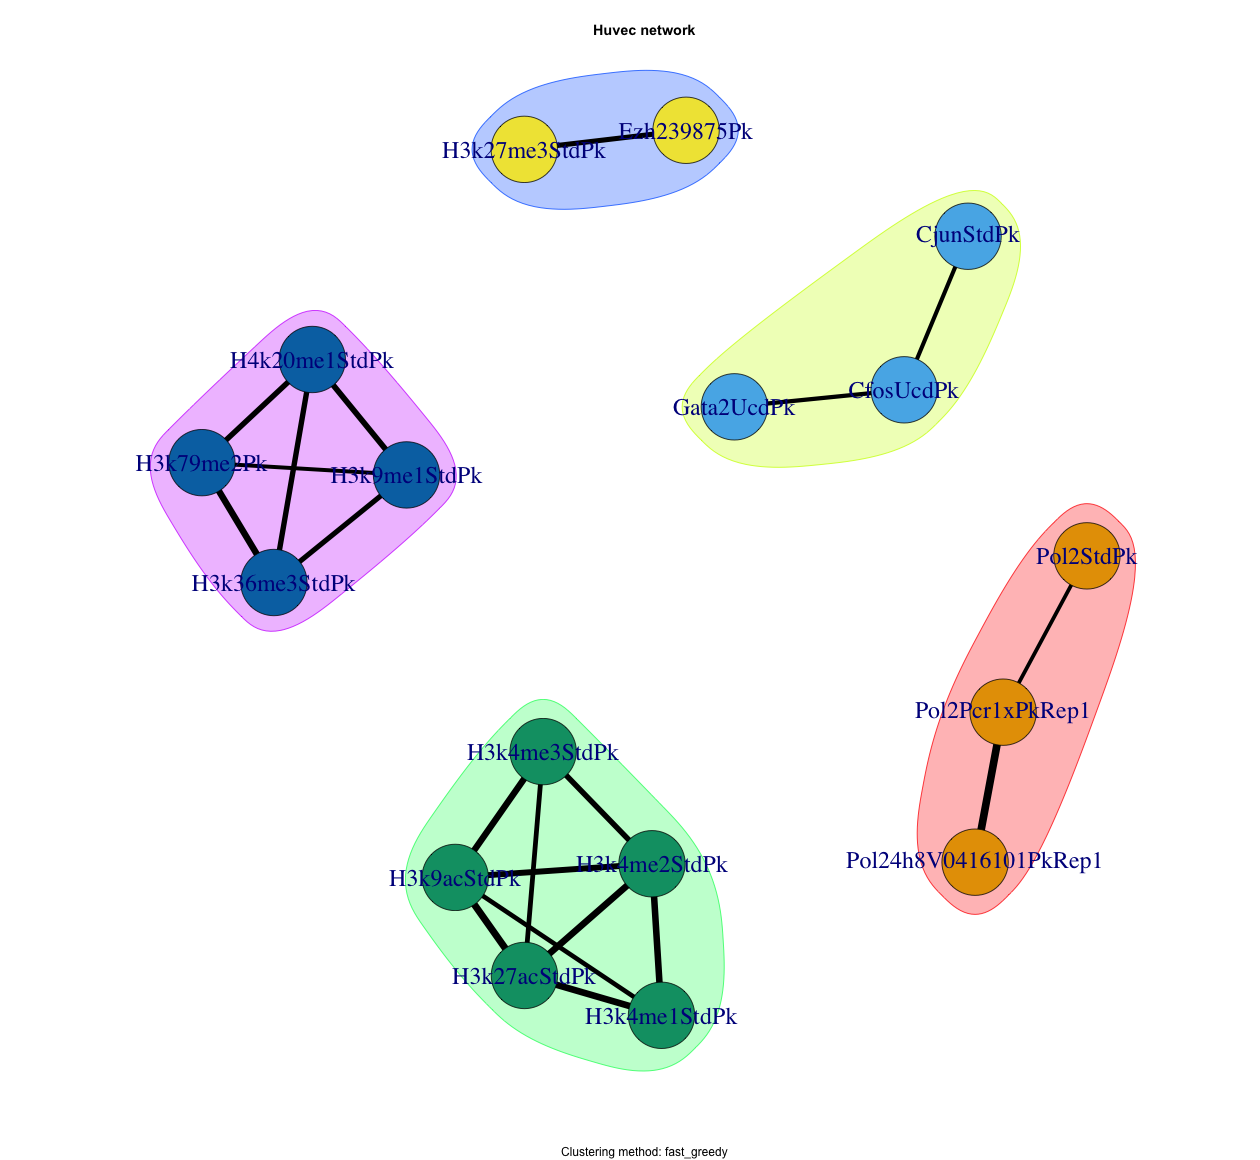 Huvec network
Ezh239875Pk
H3k27me3StdPk
CjunStdPk
H4k20me1StdPk
CfosUcdPk
Gata2UcdPk
H3k79me2Pk
H3k9me1StdPk
Pol2StdPk
H3k36me3StdPk
Pol2Pcr1xPkRep1
H3k4me3StdPk
Pol24h8V0416101PkRep1
H3k4me2StdPk
H3k9acStdPk
H3k27acStdPk
H3k4me1StdPk
Clustering method: fast_greedy